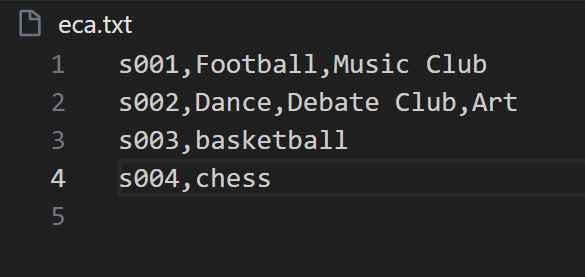 eca.txt
1 s001,Football,Music Club
2 s002,Dance,Debate Club,Art
3 s003,basketball
4 s004,chess
5